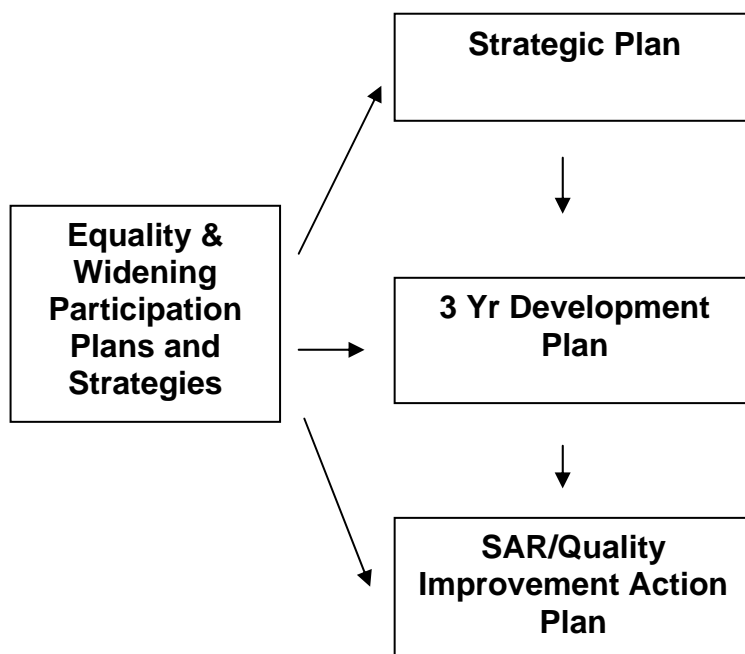 Strategic Plan
Equality &
Widening
Participation
Plans and
Strategies
3 Yr Development
Plan
SAR/Quality
Improvement Action
Plan